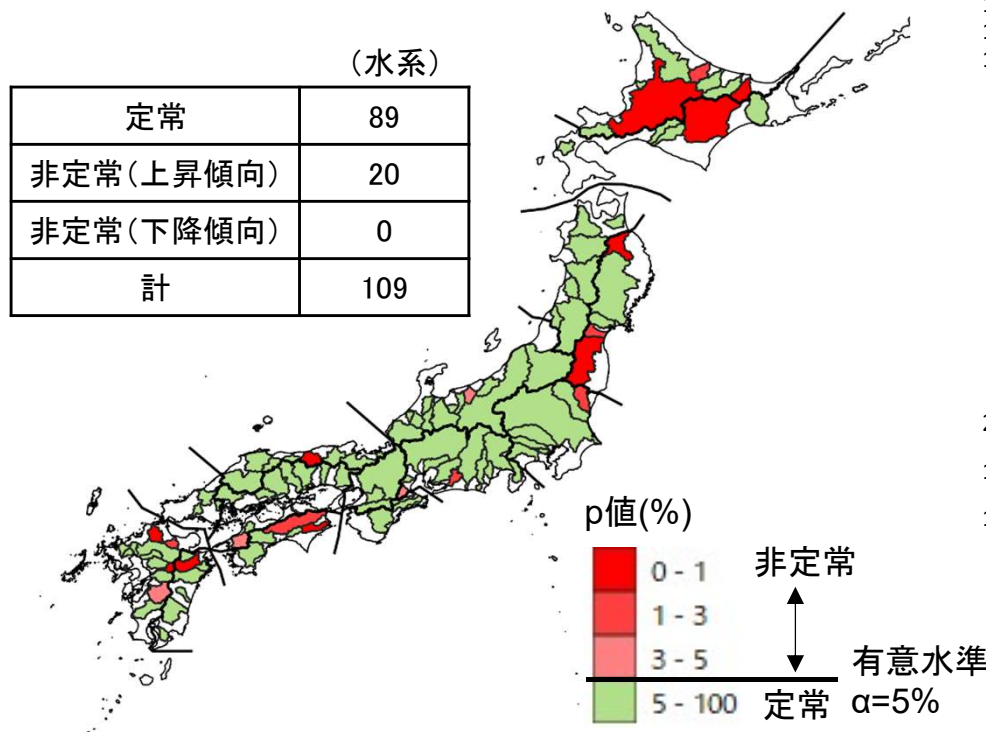 (水系)
定常 89
非定常(上昇傾向) 20
非定常(下降傾向) 0
計 109
p値(%)
0 - 1
1 - 3
3 - 5
5 - 100
非定常
定常
有意水準
α=5%